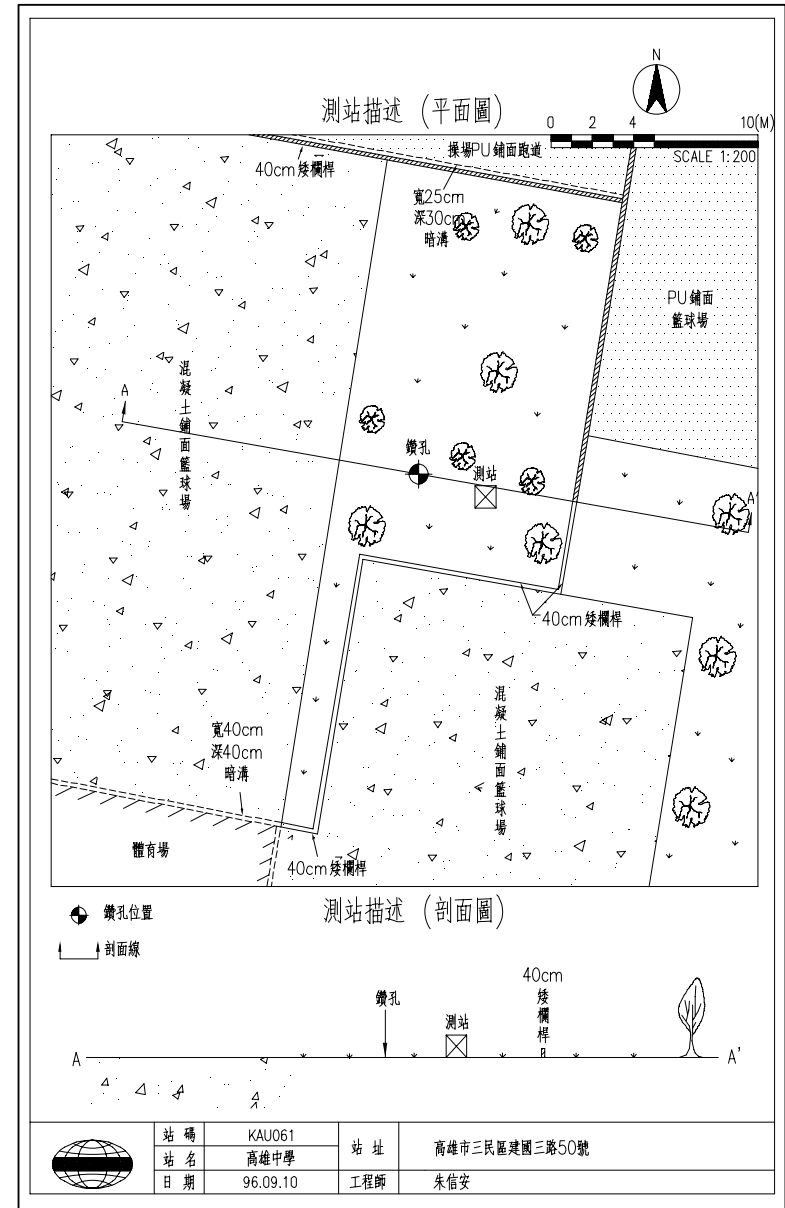 N
測站描述 (平面圖)
0 2 4 10(M)
SCALE 1:200
操場PU鋪面跑道
40cm矮欄桿
寬25cm
深30cm
暗溝
PU鋪面
籃球場
A
混凝土鋪面籃球場
鑽孔
測站
A'
40cm矮欄桿
混凝土鋪面籃球場
寬40cm
深40cm
暗溝
體育場
40cm矮欄桿
鑽孔位置
測站描述 (剖面圖)
剖面線
鑽孔
測站
40cm
矮欄桿
A
A'
站碼 KAU061
站名 高雄中學
日期 96.09.10
站址 高雄市三民區建國三路50號
工程師 朱信安